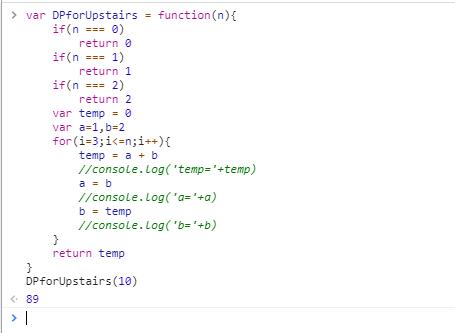 > var DPforUpstairs = function(n){
if(n === 0)
return 0
if(n === 1)
return 1
if(n === 2)
return 2
var temp = 0
var a=1,b=2
for(i=3;i<=n;i++){
temp = a + b
//console.log('temp='+temp)
a = b
//console.log('a='+a)
b = temp
//console.log('b='+b)
}
return temp
}
DPforUpstairs(10)
89
>